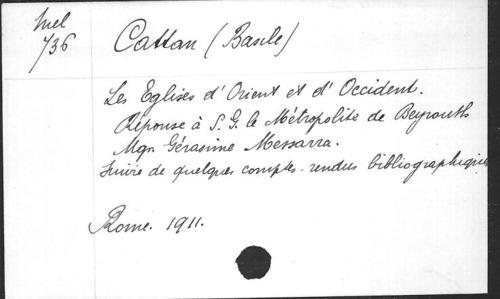 Mel
736
Cattan (Basile)
Les Eglises d'Orient et d'Occident.
Réponse à S. G. le Métropolite de Beyrouth
Mgr. Gérasime Messarra.
suivie de quelques comptes-rendus bibliographiques
Rome. 1911.